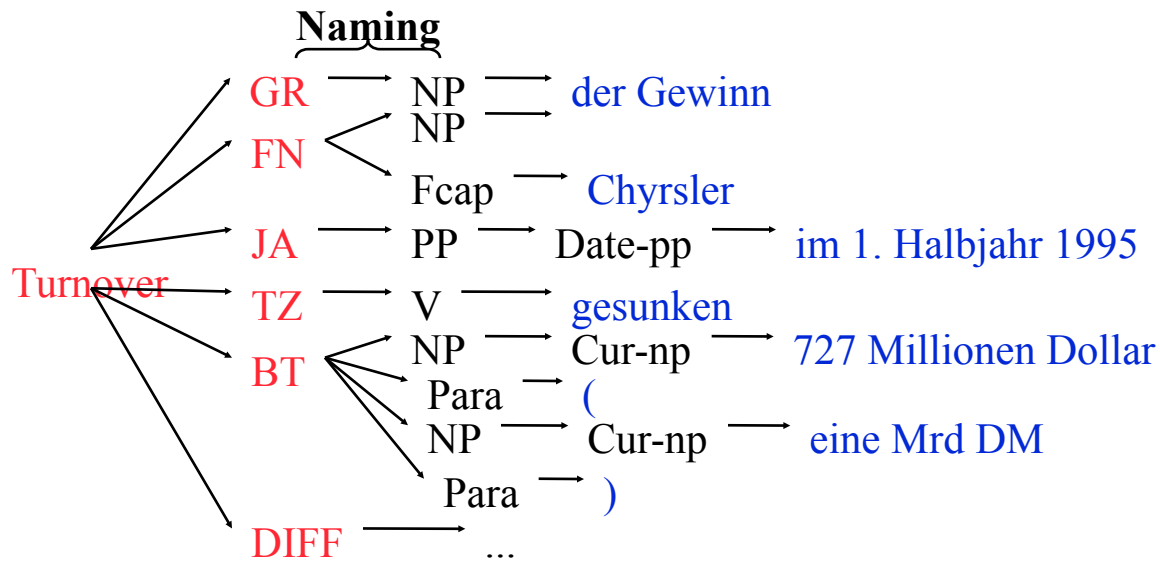 Naming
GR NP der Gewinn
NP
FN
Fcap Chyrsler
JA PP Date-pp im 1. Halbjahr 1995
Turnover
TZ V gesunken
NP Cur-np 727 Millionen Dollar
BT
Para (
NP Cur-np eine Mrd DM
Para )
DIFF ...